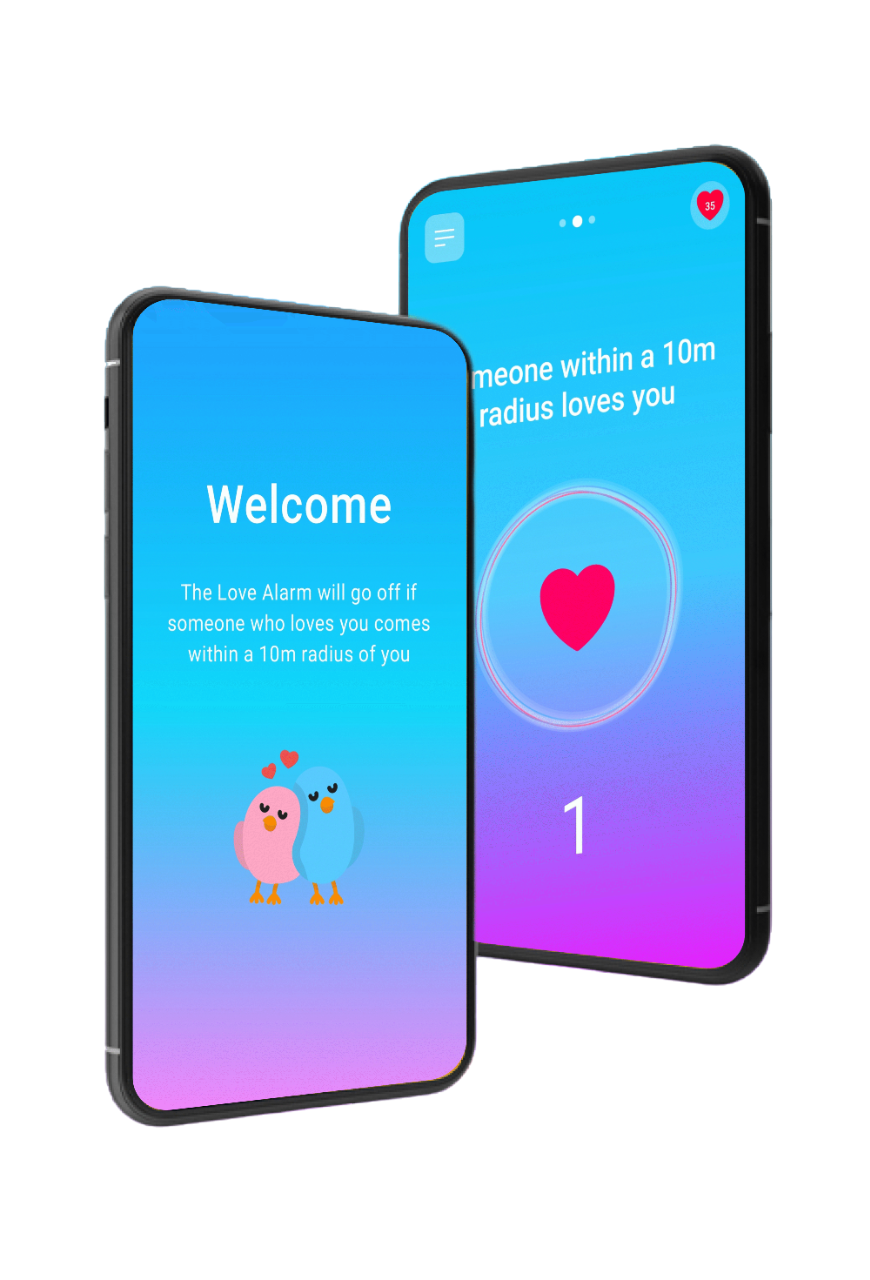 Welcome
The Love Alarm will go off if
someone who loves you comes
within a 10m radius of you
35
meone within a 10m
radius loves you
1